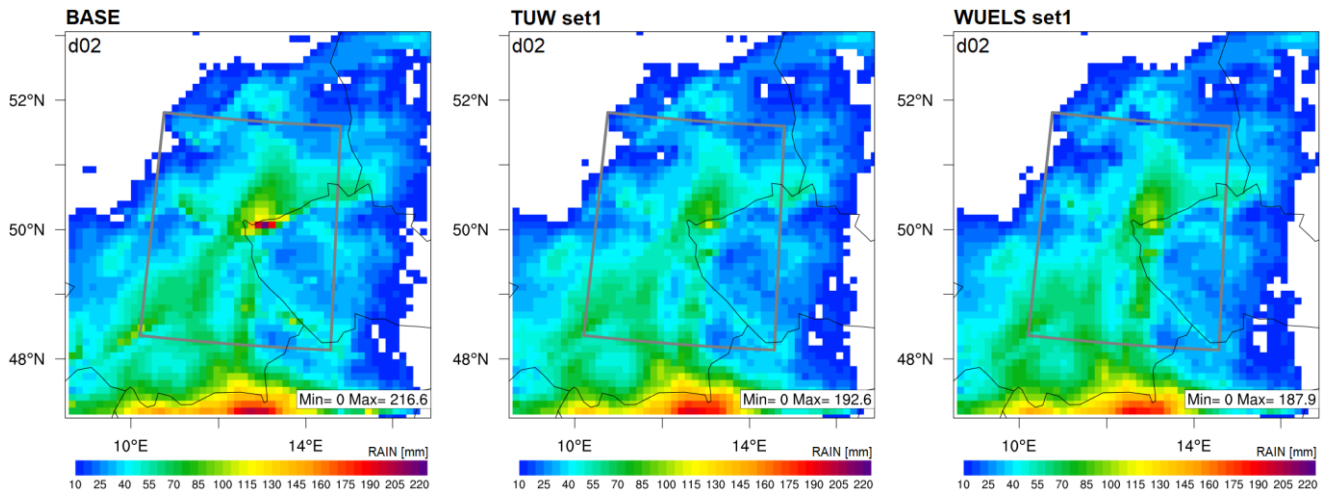 BASE
d02
52°N
50°N
48°N
Min= 0 Max= 216.6
10°E 14°E
RAIN [mm]
10 25 40 55 70 85 100 115 130 145 160 175 190 205 220
TUW set1
d02
52°N
50°N
48°N
Min= 0 Max= 192.6
10°E 14°E
RAIN [mm]
10 25 40 55 70 85 100 115 130 145 160 175 190 205 220
WUELS set1
d02
52°N
50°N
48°N
Min= 0 Max= 187.9
10°E 14°E
RAIN [mm]
10 25 40 55 70 85 100 115 130 145 160 175 190 205 220